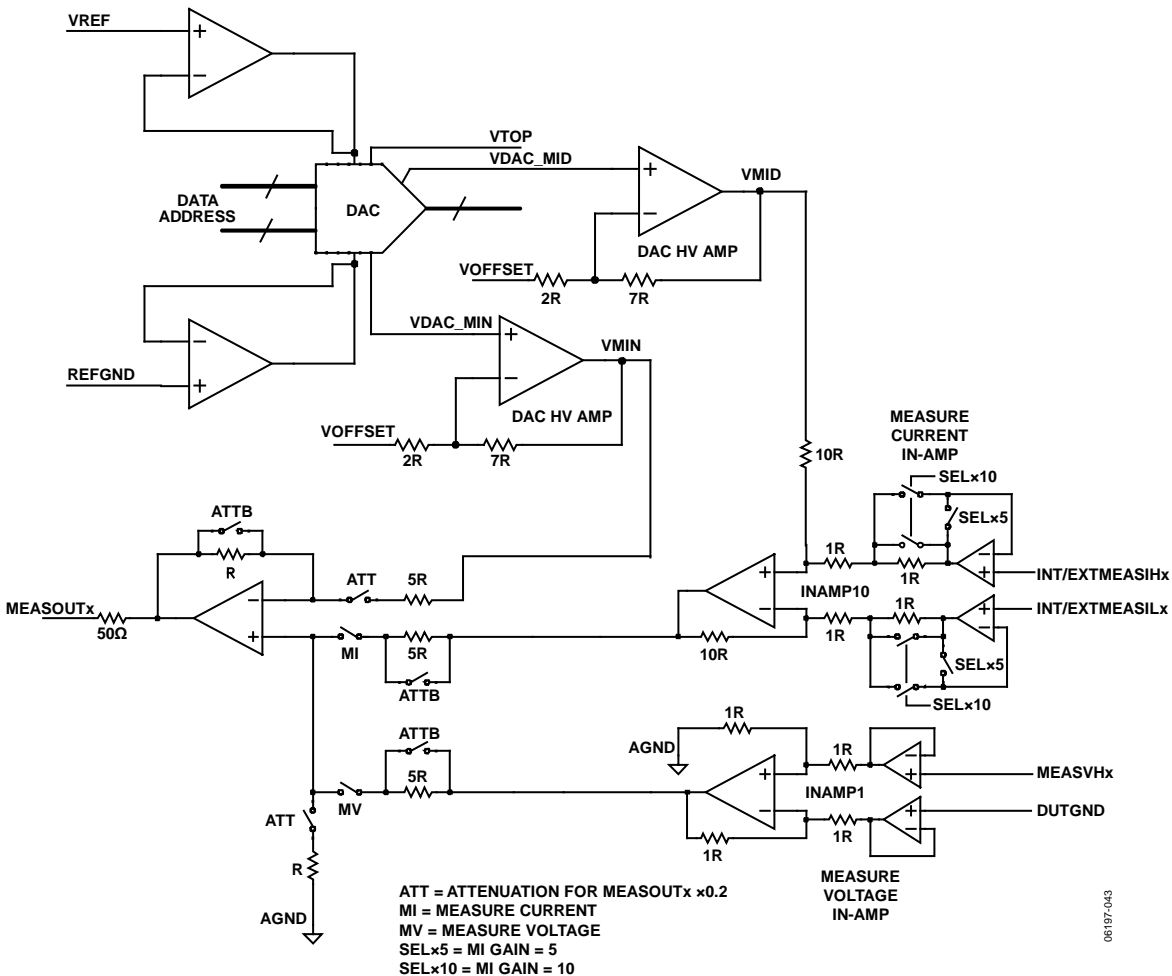 VREF
VTOP
VDAC_MID
VMID
DATA
ADDRESS
DAC
DAC HV AMP
VOFFSET
2R
7R
VDAC_MIN
VMIN
REFGND
DAC HV AMP
VOFFSET
2R
7R
10R
MEASURE
CURRENT
IN-AMP
SEL×10
SEL×5
ATTB
R
ATT
5R
1R
1R
INT/EXTMEASIHx
INAMP10
MEASOUTx
50Ω
MI
5R
10R
1R
1R
INT/EXTMEASILx
SEL×5
ATTB
SEL×10
ATTB
1R
AGND
5R
1R
MEASVHx
INAMP1
MV
DUTGND
ATT
1R
1R
R
MEASURE
VOLTAGE
IN-AMP
AGND
ATT = ATTENUATION FOR MEASOUTx ×0.2
MI = MEASURE CURRENT
MV = MEASURE VOLTAGE
SEL×5 = MI GAIN = 5
SEL×10 = MI GAIN = 10
06197-043